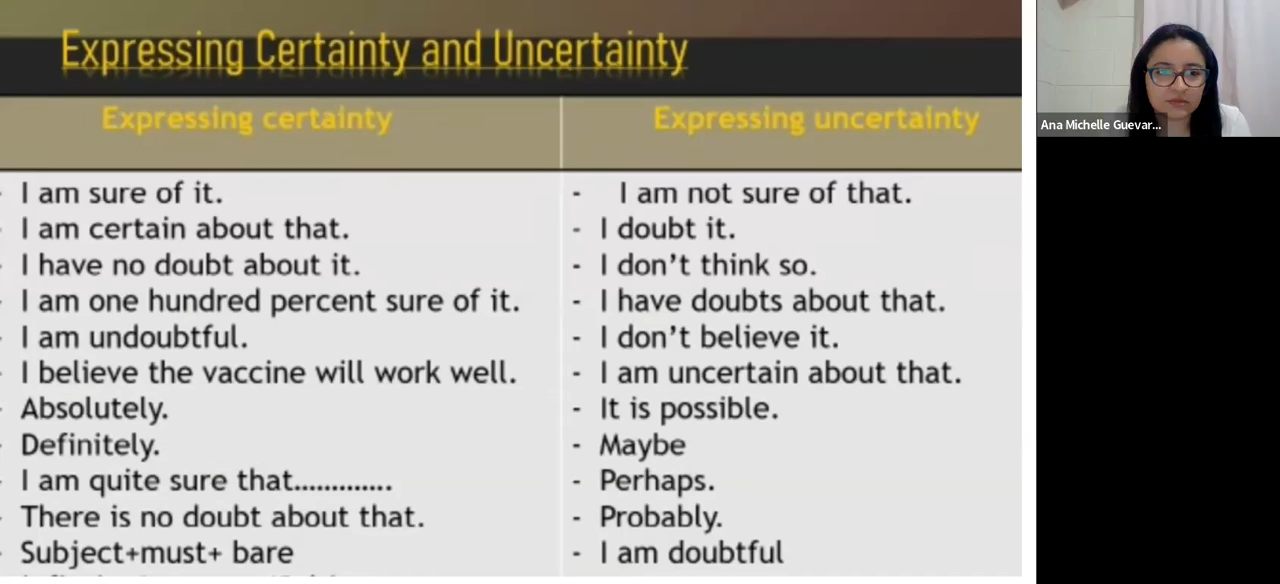 Expressing Certainty and Uncertainty
Expressing certainty
Expressing uncertainty
- I am sure of it.
- I am certain about that.
- I have no doubt about it.
- I am one hundred percent sure of it.
- I am undoubtful.
- I believe the vaccine will work well.
- Absolutely.
- Definitely.
- I am quite sure that.............
- There is no doubt about that.
- Subject+must+ bare
- I am not sure of that.
- I doubt it.
- I don’t think so.
- I have doubts about that.
- I don’t believe it.
- I am uncertain about that.
- It is possible.
- Maybe
- Perhaps.
- Probably.
- I am doubtful
Ana Michelle Guevar...